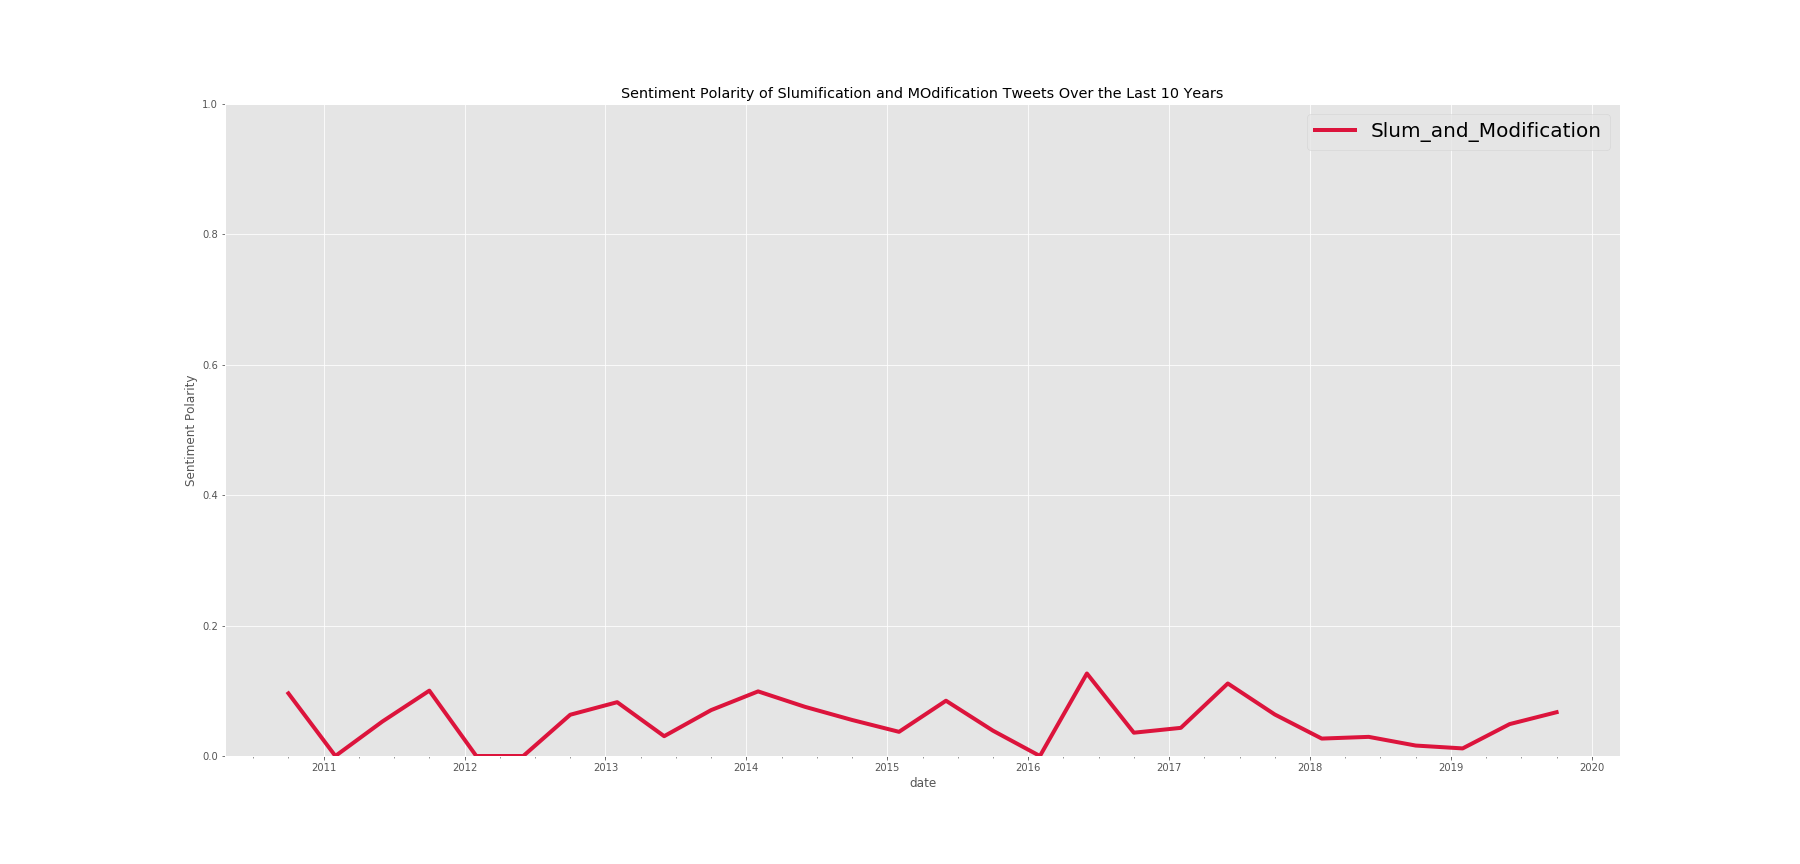 Sentiment Polarity of Slumification and MOdification Tweets Over the Last 10 Years
Slum_and_Modification
1.0
0.8
0.6
0.4
0.2
0.0
Sentiment Polarity
2011 2012 2013 2014 2015 2016 2017 2018 2019 2020
date